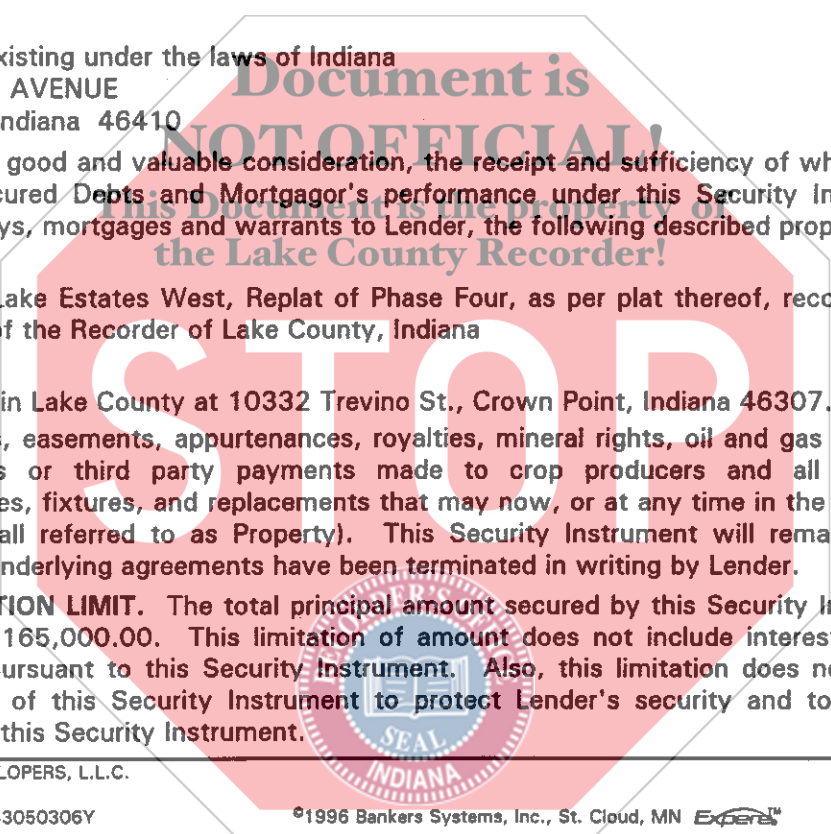 xisting under the laws of Indiana
Document is
AVENUE
ndiana 46410
NOT OFFICIAL!
good and valuable consideration, the receipt and sufficiency of wh
cured Debts and Mortgagor's performance under this Security In
This Document is the property of
ys, mortgages and warrants to Lender, the following described prop
the Lake County Recorder!
Lake Estates West, Replat of Phase Four, as per plat thereof, reco
of the Recorder of Lake County, Indiana
STOP
in Lake County at 10332 Trevino St., Crown Point, Indiana 46307.
s, easements, appurtenances, royalties, mineral rights, oil and gas
s or third party payments made to crop producers and all
es, fixtures, and replacements that may now, or at any time in the
all referred to as Property). This Security Instrument will rema
nderlying agreements have been terminated in writing by Lender.
TION LIMIT. The total principal amount secured by this Security In
165,000.00. This limitation of amount does not include interest
ursuant to this Security Instrument. Also, this limitation does no
of this Security Instrument to protect Lender's security and to
this Security Instrument.
RECORDER'S OFFICE
SEAL
INDIANA
LOPERS, L.L.C.
3050306Y
©1996 Bankers Systems, Inc., St. Cloud, MN Experē™